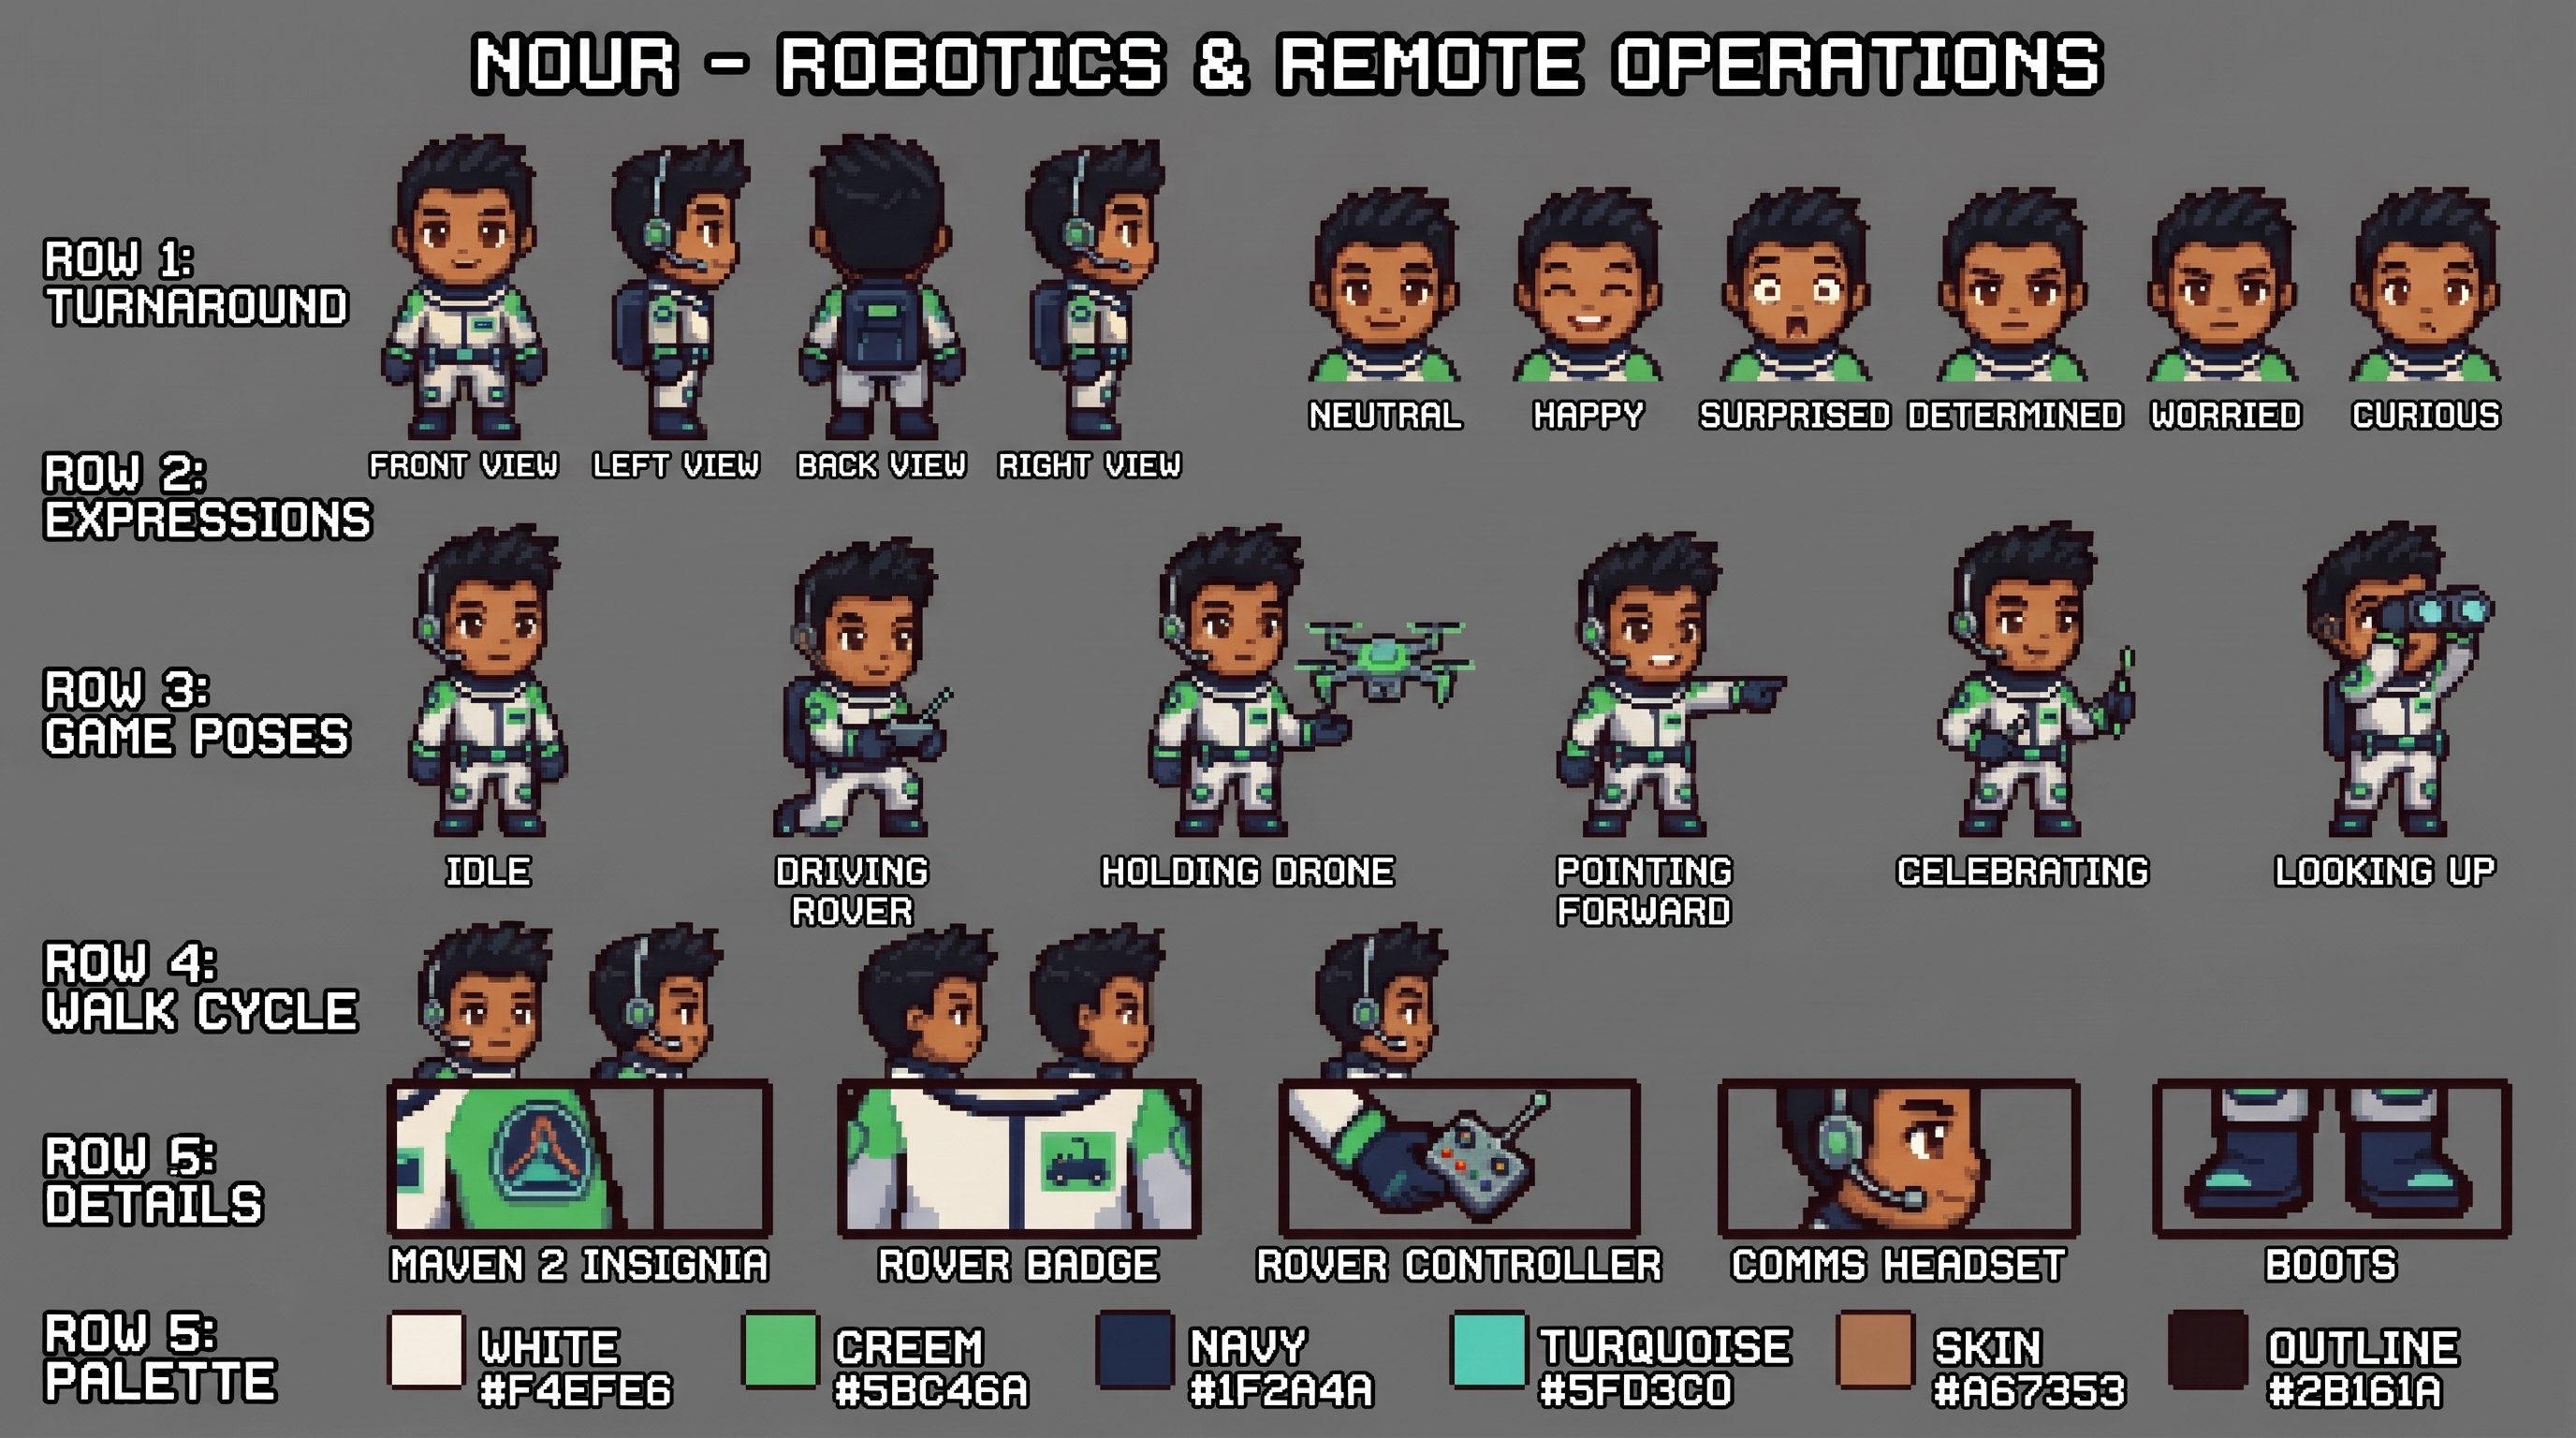 NOUR - ROBOTICS & REMOTE OPERATIONS
ROW 1:
TURNAROUND
FRONT VIEW
LEFT VIEW
BACK VIEW
RIGHT VIEW
NEUTRAL
HAPPY
SURPRISED
DETERMINED
WORRIED
CURIOUS
ROW 2:
EXPRESSIONS
ROW 3:
GAME POSES
IDLE
DRIVING
ROVER
HOLDING DRONE
POINTING
FORWARD
CELEBRATING
LOOKING UP
ROW 4:
WALK CYCLE
ROW 5:
DETAILS
MAVEN 2 INSIGNIA
ROVER BADGE
ROVER CONTROLLER
COMMS HEADSET
BOOTS
ROW 5:
PALETTE
WHITE
#F4EFE6
CREEM
#5BC46A
NAVY
#1F2A4A
TURQUOISE
#5FD3C0
SKIN
#A67353
OUTLINE
#2B161A